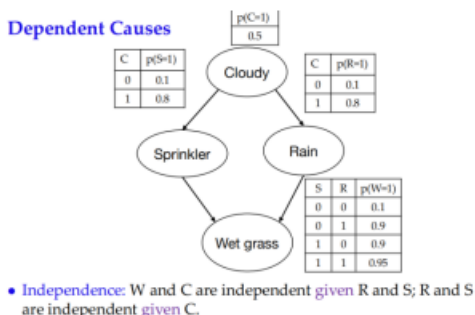 Dependent Causes
p(C=1)
0.5
C p(S=1)
0 0.1
1 0.8
Cloudy
C p(R=1)
0 0.1
1 0.8
Sprinkler
Rain
S R p(W=1)
0 0 0.1
0 1 0.9
1 0 0.9
1 1 0.95
Wet grass
• Independence: W and C are independent given R and S; R and S
are independent given C.